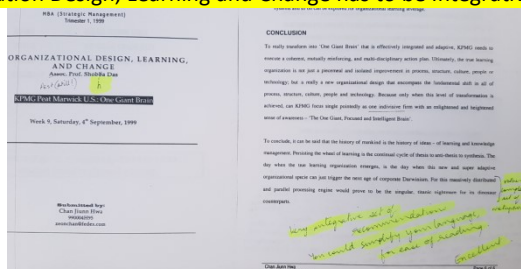 Design, Learning and Change has to be integrat
MBA (Strategic Management)
Trimester 1, 1999
ORGANIZATIONAL DESIGN, LEARNING,
AND CHANGE
Assoc. Prof. Shobha Das
KPMG Peat Marwick U.S.: One Giant Brain
Week 9, Saturday, 4th September, 1999
Submitted by:
Chan Jiunn Hwu
CONCLUSION
To really transform into 'One Giant Brain' that is effectively integrated and adaptive, KPMG needs to
execute a coherent, mutually reinforcing, and multi-disciplinary action plan. Ultimately, the true learning
organization is not just a piecemeal and isolated improvement in process, structure, culture, people or
technology; but a really a new organizational design that encompass the fundamental shift in all of
process, structure, culture, people and technology. Because only when this level of transformation is
achieved, can KPMG focus single pointedly as one indivisive firm with an enlightened and heightened
sense of awareness – 'The One Giant, Focused and Intelligent Brain'.
To conclude, it can be said that the history of mankind is the history of ideas – of learning and knowledge
management. Pivoting the wheel of learning is the continual cycle of thesis to anti-thesis to synthesis. The
day when the true learning organization emerges, is the day when this new and super adaptive
organizational species can just trigger the next age of corporate Darwinism. For this massively distributed
and parallel processing engine would prove to be the singular, titanic nightmare for its dinosaur
counterparts.
Very integrative set of
recommendations.
You could simplify your language
for ease of reading.
Excellent.
Chan Jiunn Hwu